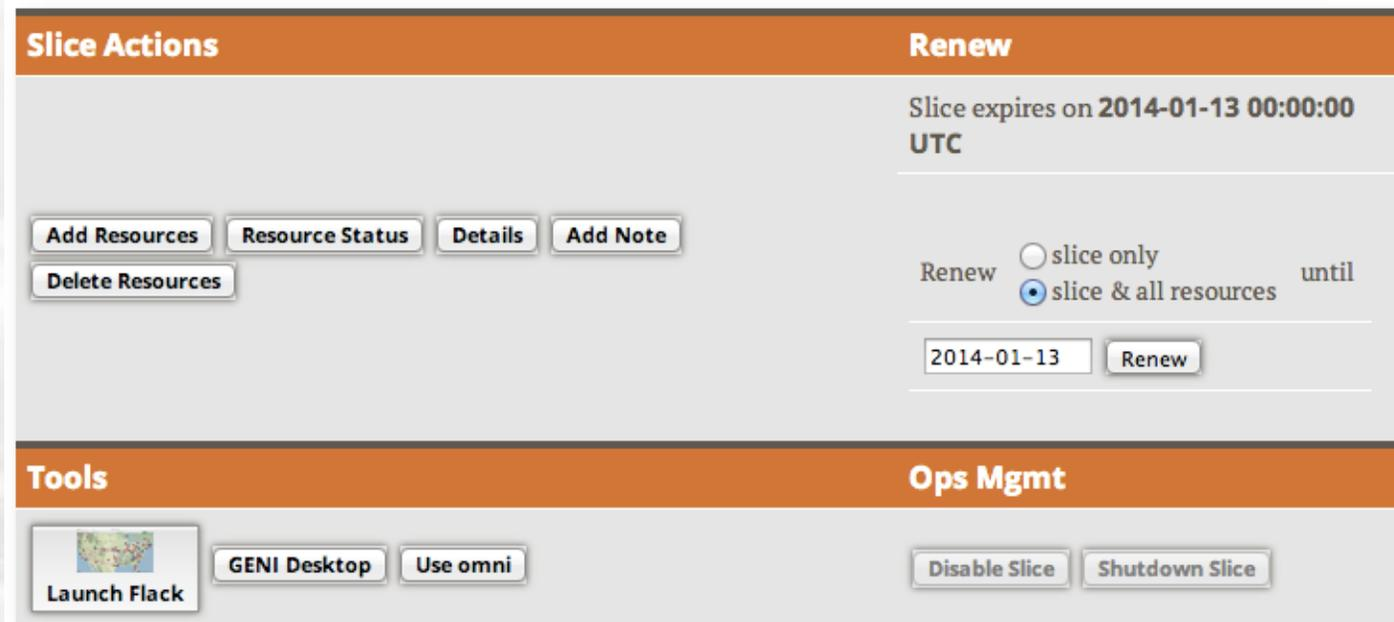 Slice Actions
Renew
Slice expires on 2014-01-13 00:00:00
UTC
Add Resources Resource Status Details Add Note
Delete Resources
Renew slice only until
slice & all resources
2014-01-13 Renew
Tools
Ops Mgmt
Launch Flack GENI Desktop Use omni
Disable Slice Shutdown Slice